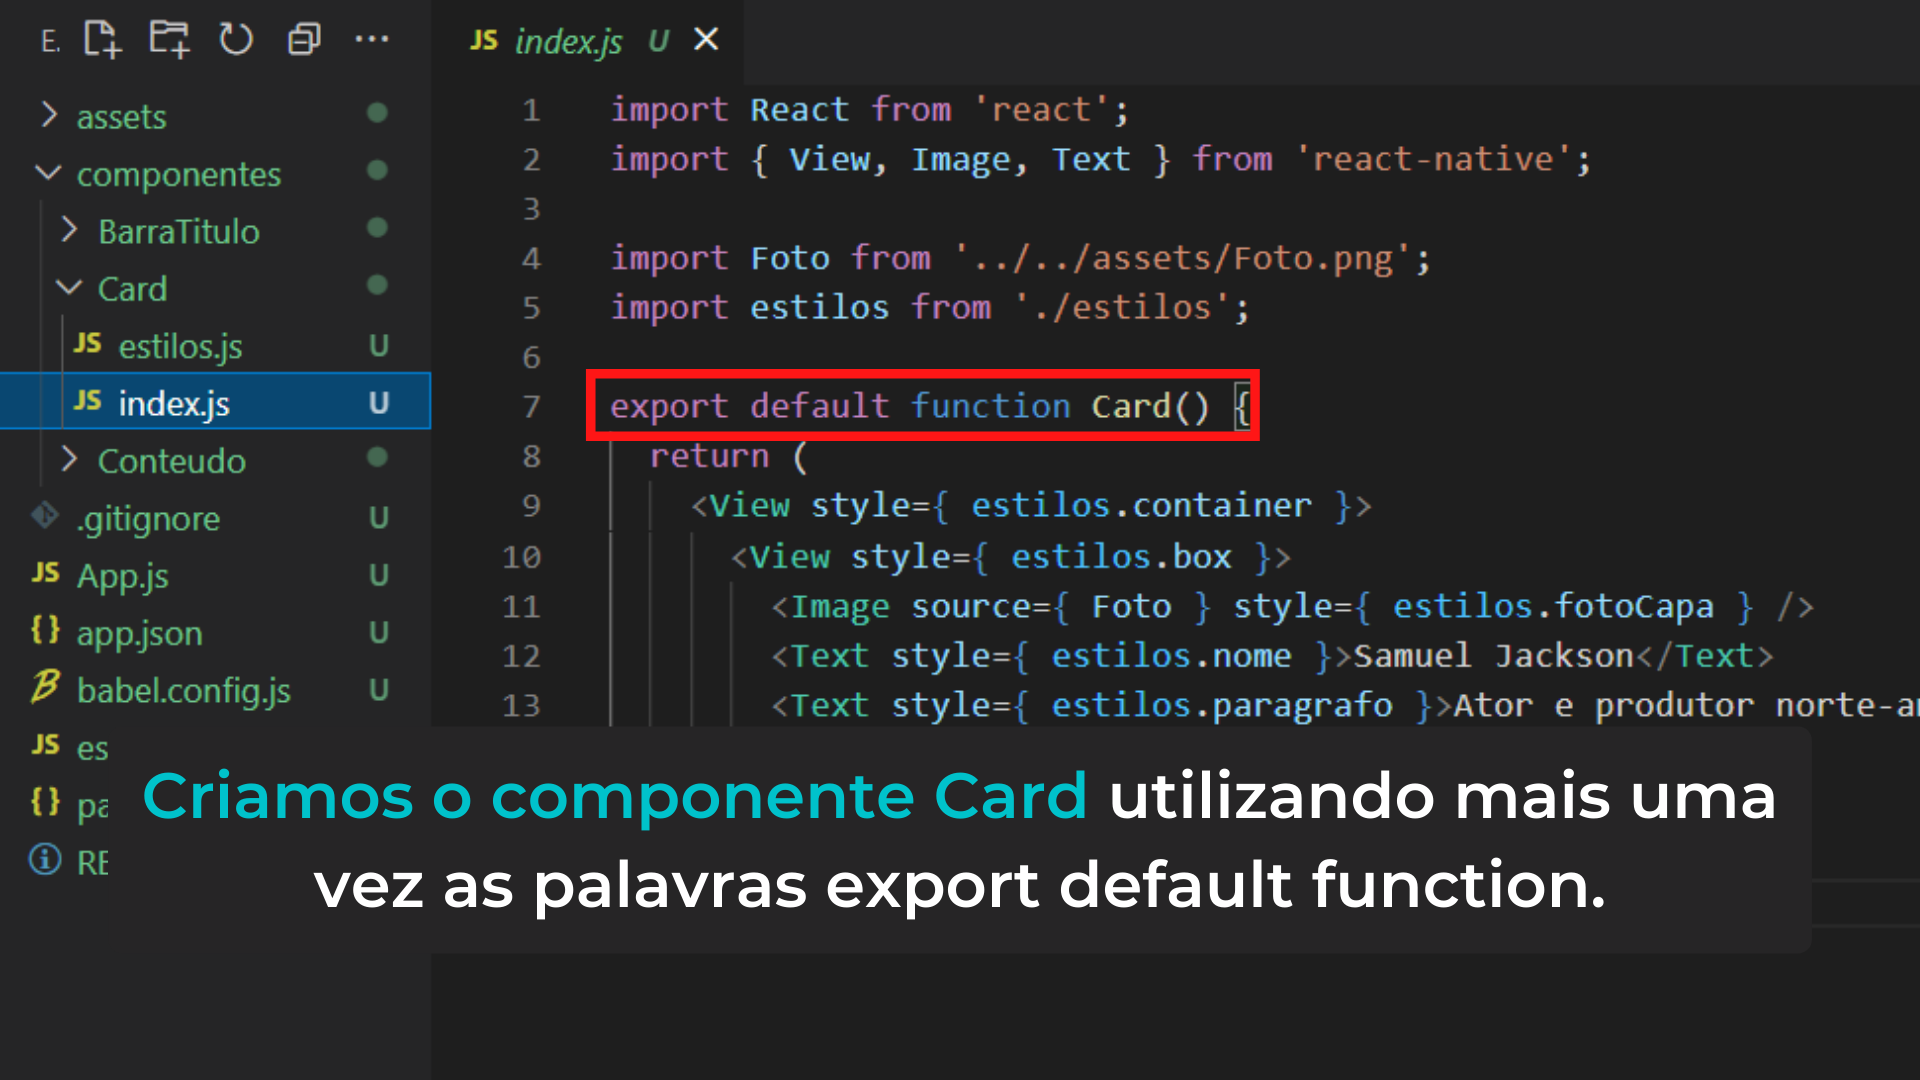 E.
assets
componentes
BarraTitulo
Card
JS estilos.js U
JS index.js U
Conteudo
.gitignore U
JS App.js U
{} app.json U
babel.config.js U
JS es
{} pa
RE
JS index.js U
1 import React from 'react';
2 import { View, Image, Text } from 'react-native';
3
4 import Foto from '../../assets/Foto.png';
5 import estilos from './estilos';
6
7 export default function Card() {
8 return (
9 <View style={ estilos.container }>
10 <View style={ estilos.box }>
11 <Image source={ Foto } style={ estilos.fotoCapa } />
12 <Text style={ estilos.nome }>Samuel Jackson</Text>
13 <Text style={ estilos.paragrafo }>Ator e produtor norte-a
Criamos o componente Card utilizando mais uma
vez as palavras export default function.